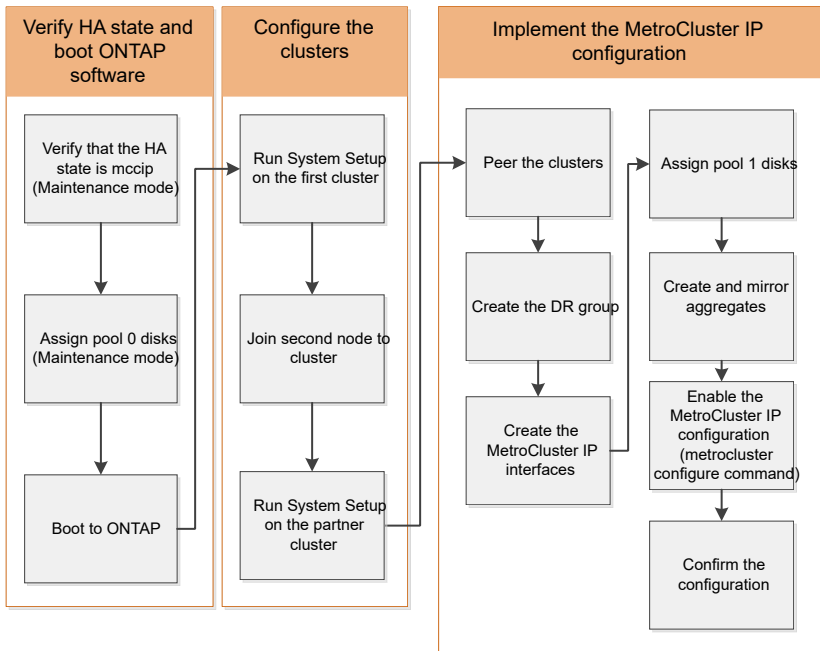 Verify HA state and
boot ONTAP
software
Verify that the HA
state is mccip
(Maintenance mode)
Assign pool 0 disks
(Maintenance mode)
Boot to ONTAP
Configure the
clusters
Run System Setup
on the first cluster
Join second node to
cluster
Run System Setup
on the partner
cluster
Implement the MetroCluster IP
configuration
Peer the clusters
Create the DR group
Create the
MetroCluster IP
interfaces
Assign pool 1 disks
Create and mirror
aggregates
Enable the
MetroCluster IP
configuration
(metrocluster
configure command)
Confirm the
configuration